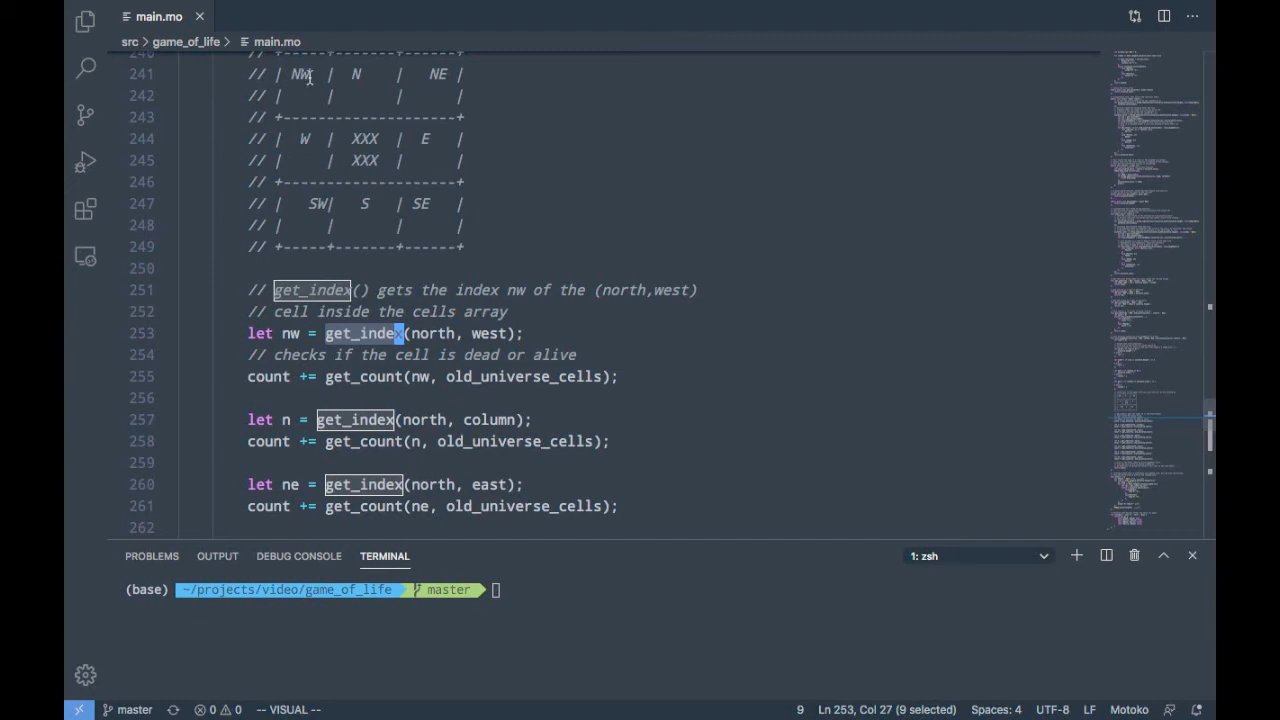 main.mo
src > game_of_life > main.mo
240 // +-----+-------+------+
241 // | NW | N | NE |
242 // | | | |
243 // +--------------------+
244 // | W | XXX | E |
245 // | XXX | |
246 // +--------------------+
247 // | SW| S | SE |
248 // | | | |
249 // +-----+-------+------+
250
251 // get_index() gets the index nw of the (north,west)
252 // cell inside the cells array
253 let nw = get_index(north, west);
254 // checks if the cell is dead or alive
255 count += get_count(nw, old_universe_cells);
256
257 let n = get_index(north, column);
258 count += get_count(n, old_universe_cells);
259
260 let ne = get_index(north, east);
261 count += get_count(ne, old_universe_cells);
262
PROBLEMS OUTPUT DEBUG CONSOLE TERMINAL 1: zsh
(base) ~/projects/video/game_of_life master
master 0 0 -- VISUAL -- 9 Ln 253, Col 27 (9 selected) Spaces: 4 UTF-8 LF Motoko